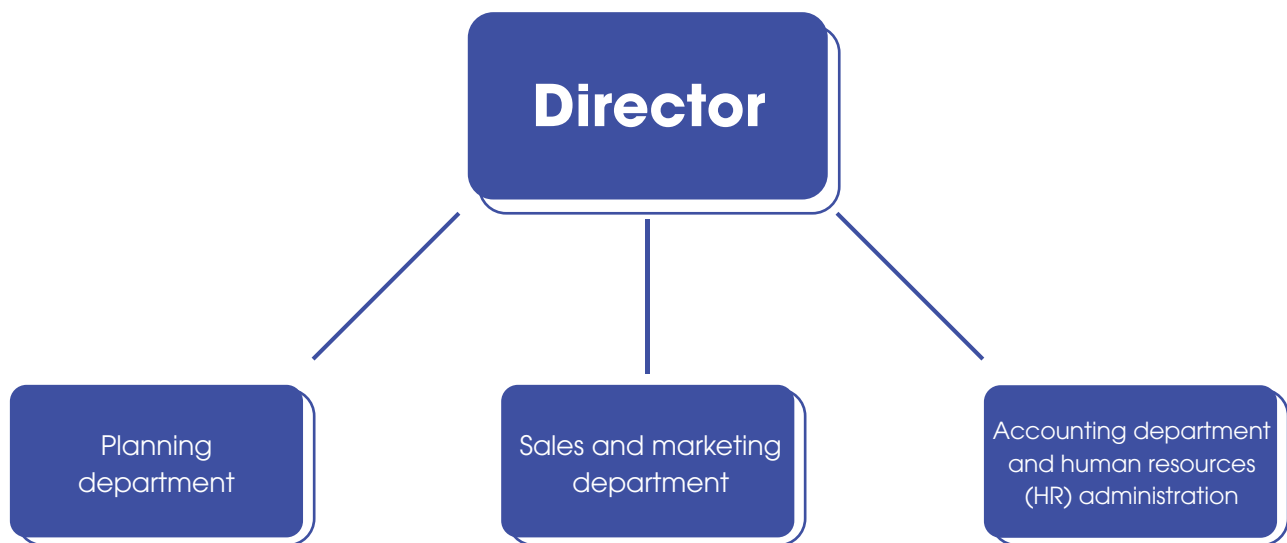 Director
Planning
department
Sales and marketing
department
Accounting department
and human resources
(HR) administration